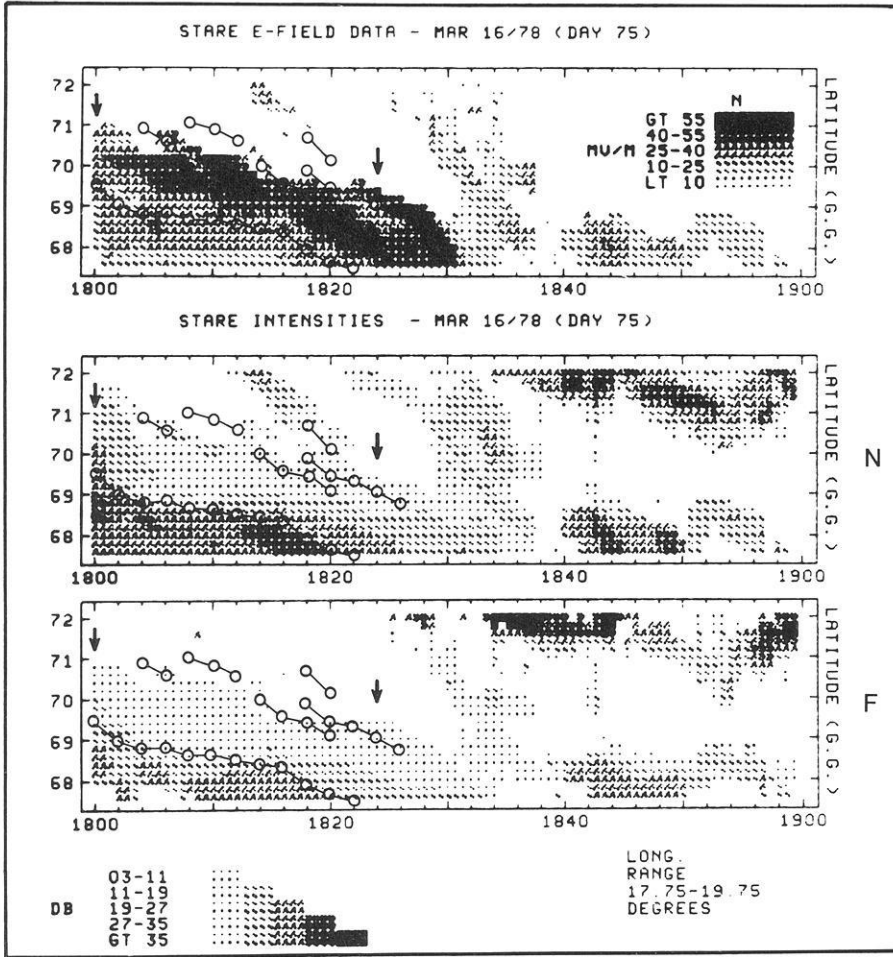 STARE E-FIELD DATA - MAR 16/78 (DAY 75)
72
71
70
69
68
1800
1820
1840
1900
N
GT 55
40-55
MV/M 25-40
10-25
LT 10
LATITUDE (G.G.)
STARE INTENSITIES - MAR 16/78 (DAY 75)
72
71
70
69
68
1800
1820
1840
1900
LATITUDE (G.G.)
N
72
71
70
69
68
1800
1820
1840
1900
LATITUDE (G.G.)
F
DB
03-11
11-19
19-27
27-35
GT 35
LONG.
RANGE
17.75-19.75
DEGREES